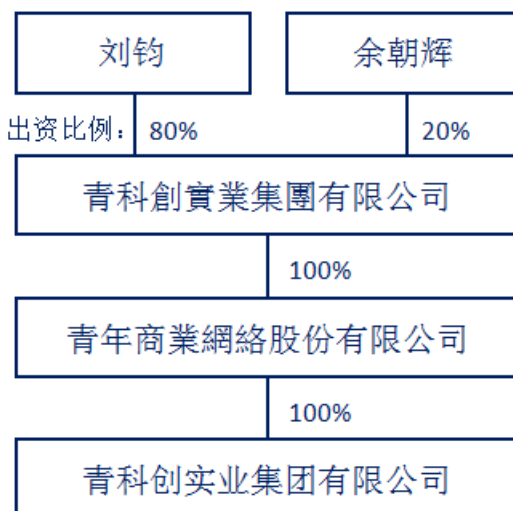 刘钧 余朝辉
出资比例：80% 20%
青科創實業集團有限公司
100%
青年商業網絡股份有限公司
100%
青科创实业集团有限公司